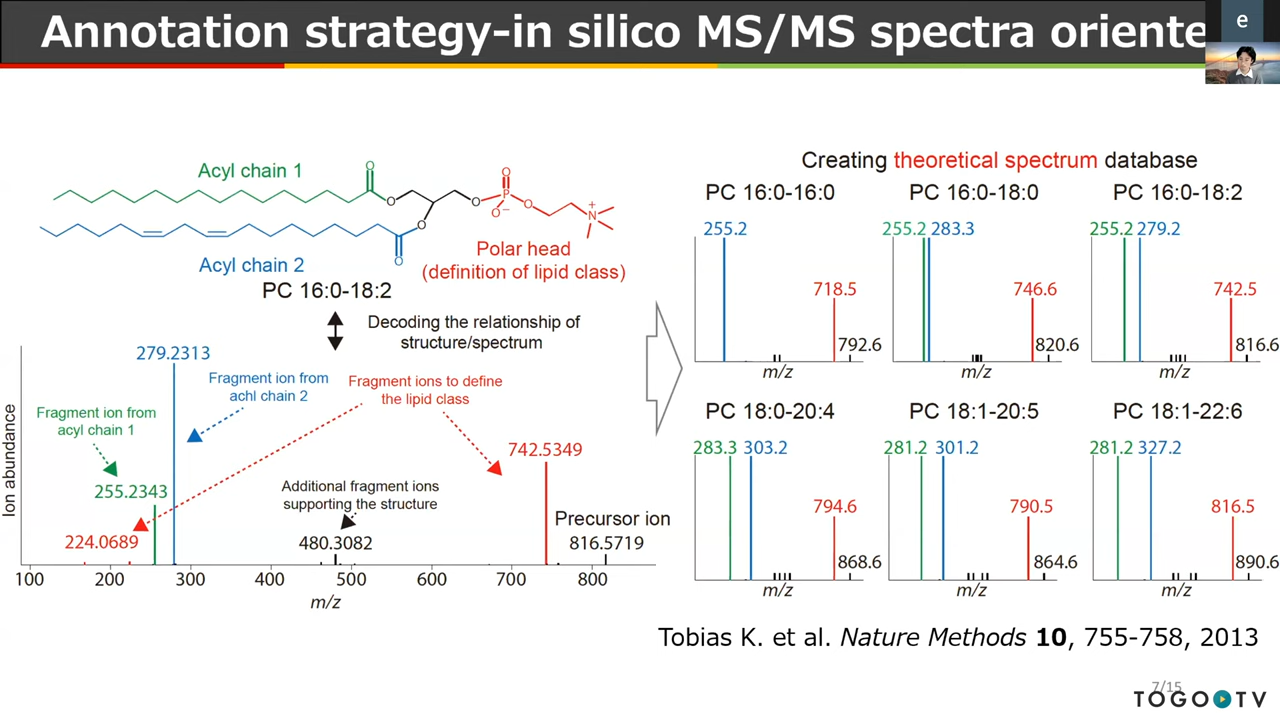 Annotation strategy-in silico MS/MS spectra oriente
e
Acyl chain 1
O
O
O
P
O
O
O−
N
+
O
O
Acyl chain 2
Polar head
(definition of lipid class)
PC 16:0-18:2
Decoding the relationship of
structure/spectrum
279.2313
Fragment ion from
achl chain 2
Fragment ions to define
the lipid class
Fragment ion from
acyl chain 1
255.2343
224.0689
Additional fragment ions
supporting the structure
480.3082
742.5349
Precursor ion
816.5719
Ion abundance
100 200 300 400 500 600 700 800
m/z
Creating theoretical spectrum database
PC 16:0-16:0
255.2
718.5
792.6
m/z
PC 16:0-18:0
255.2 283.3
746.6
820.6
m/z
PC 16:0-18:2
255.2 279.2
742.5
816.6
m/z
PC 18:0-20:4
283.3 303.2
794.6
868.6
m/z
PC 18:1-20:5
281.2 301.2
790.5
864.6
m/z
PC 18:1-22:6
281.2 327.2
816.5
890.6
m/z
Tobias K. et al. Nature Methods 10, 755-758, 2013
7/15
TOGO TV